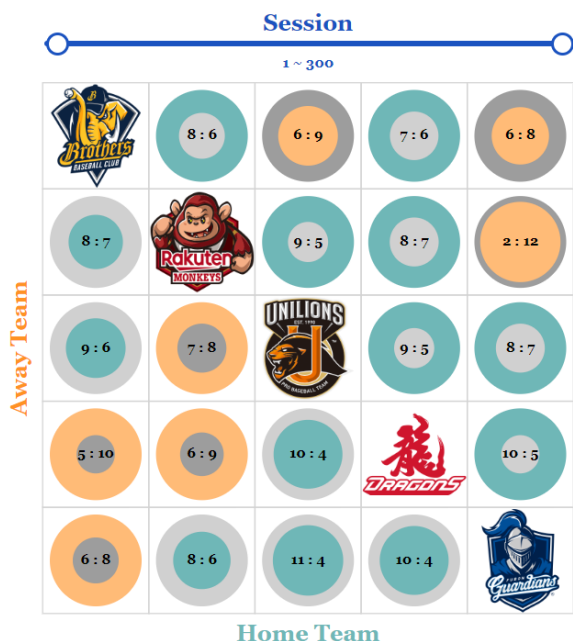 Session
1 ~ 300
Brothers
BASEBALL CLUB
8 : 6
6 : 9
7 : 6
6 : 8
8 : 7
Rakuten
MONKEYS
9 : 5
8 : 7
2 : 12
9 : 6
7 : 8
UNILIONS
PRO BASEBALL TEAM
9 : 5
8 : 7
5 : 10
6 : 9
10 : 4
龍
DRAGONS
10 : 5
6 : 8
8 : 6
11 : 4
10 : 4
FUBON
Guardians
Away Team
Home Team